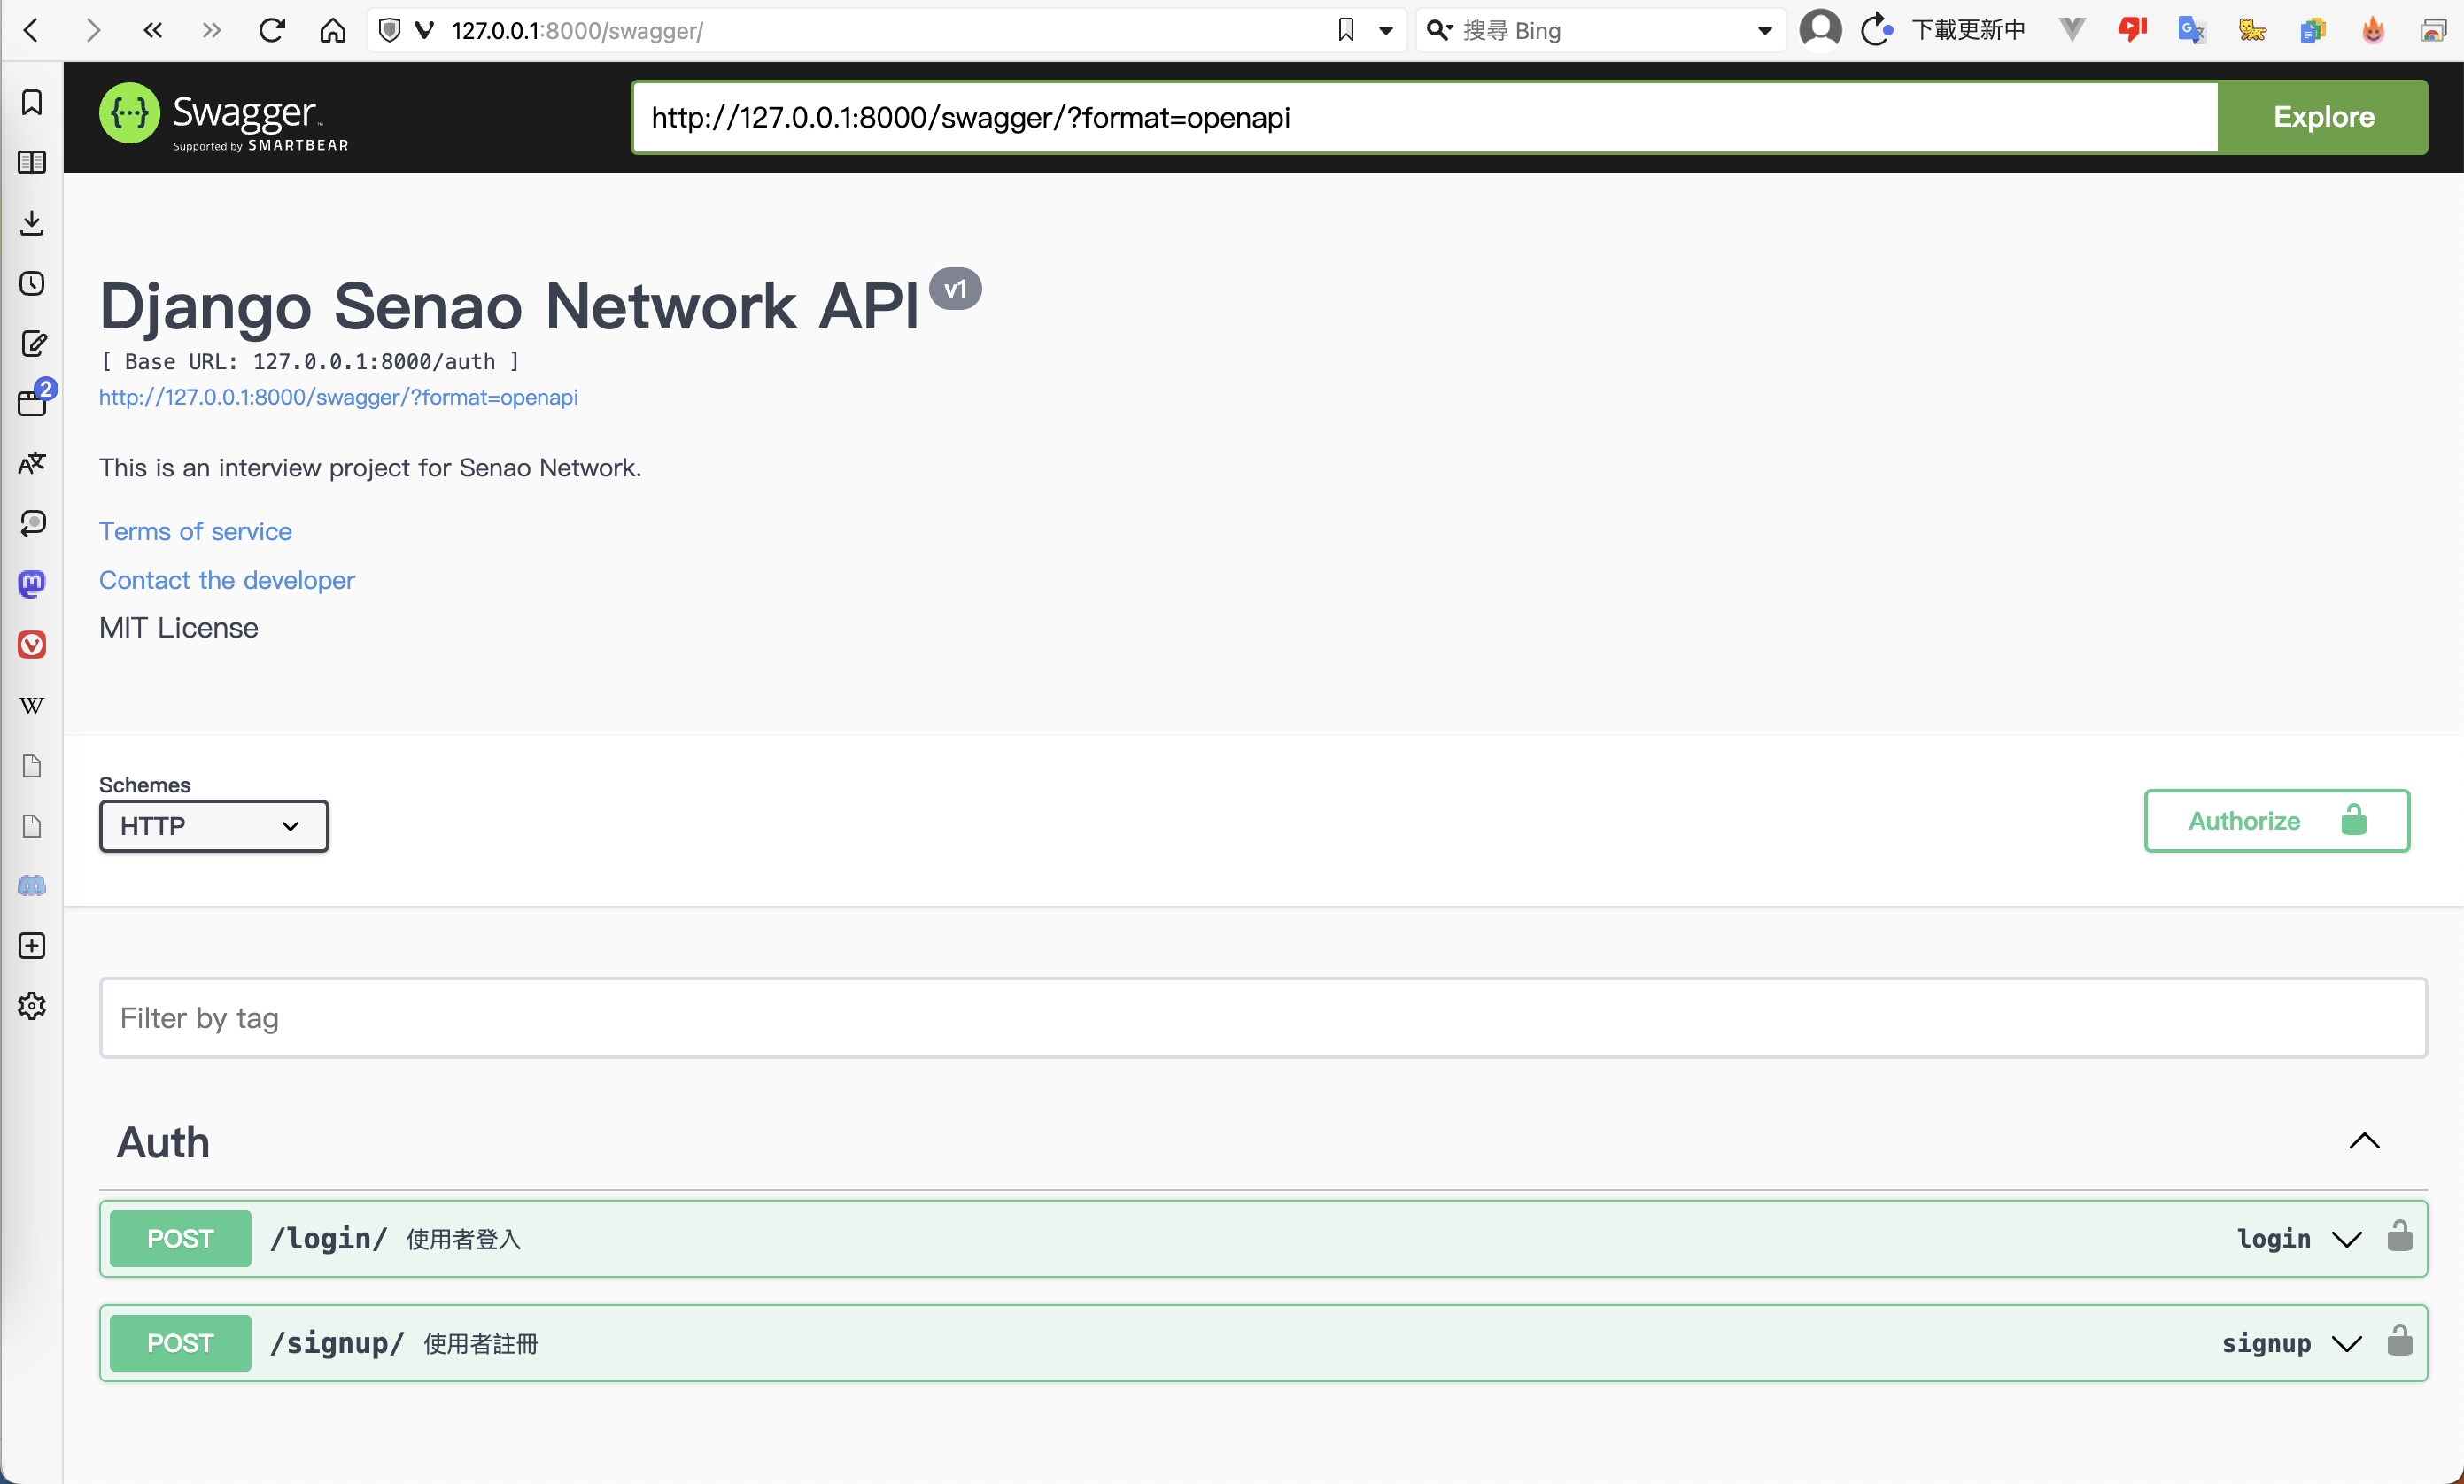 127.0.0.1:8000/swagger/
搜尋 Bing
下載更新中
Swagger™
Supported by SMARTBEAR
http://127.0.0.1:8000/swagger/?format=openapi
Explore
Django Senao Network API v1
[ Base URL: 127.0.0.1:8000/auth ]
http://127.0.0.1:8000/swagger/?format=openapi
This is an interview project for Senao Network.
Terms of service
Contact the developer
MIT License
2
W
Schemes
HTTP
Authorize
Filter by tag
Auth
POST /login/ 使用者登入 login
POST /signup/ 使用者註冊 signup